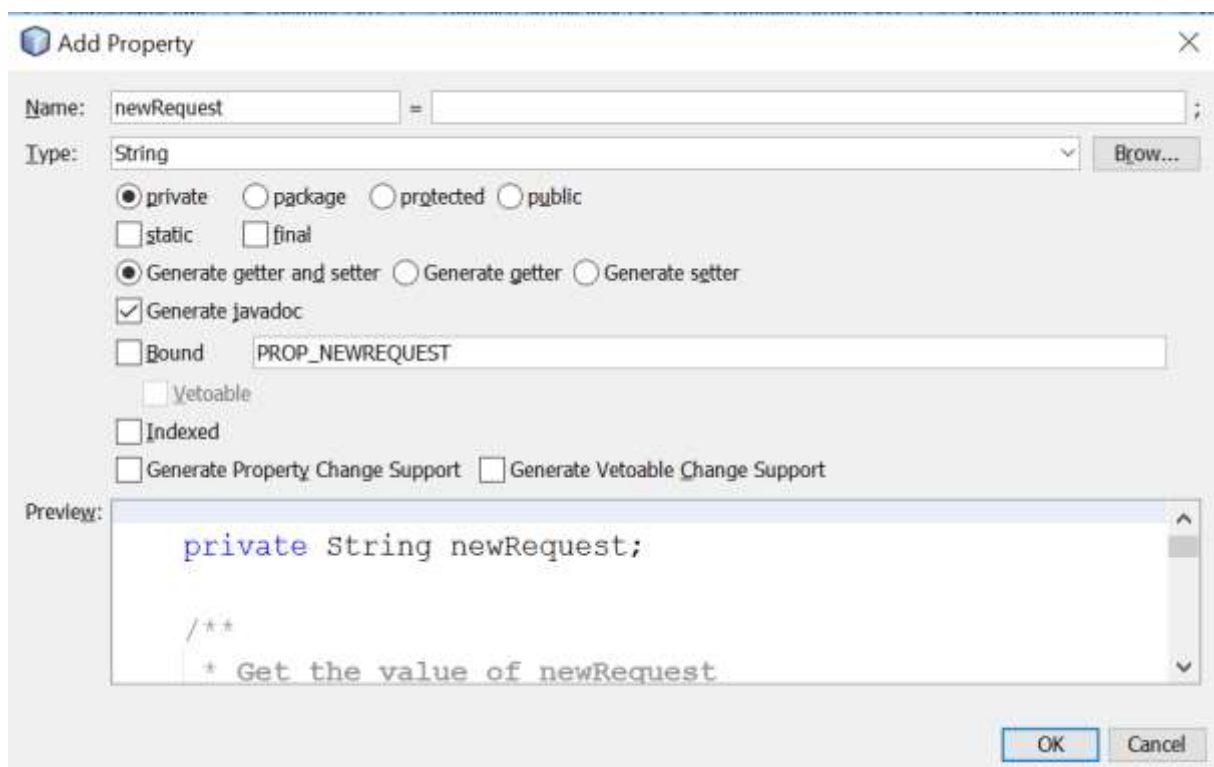 Add Property
Name: newRequest = ;
Type: String Brow...
private package protected public
static final
Generate getter and setter Generate getter Generate setter
Generate javadoc
Bound PROP_NEWREQUEST
Vetoable
Indexed
Generate Property Change Support Generate Vetoable Change Support
Preview:
private String newRequest;
/**
* Get the value of newRequest
OK Cancel